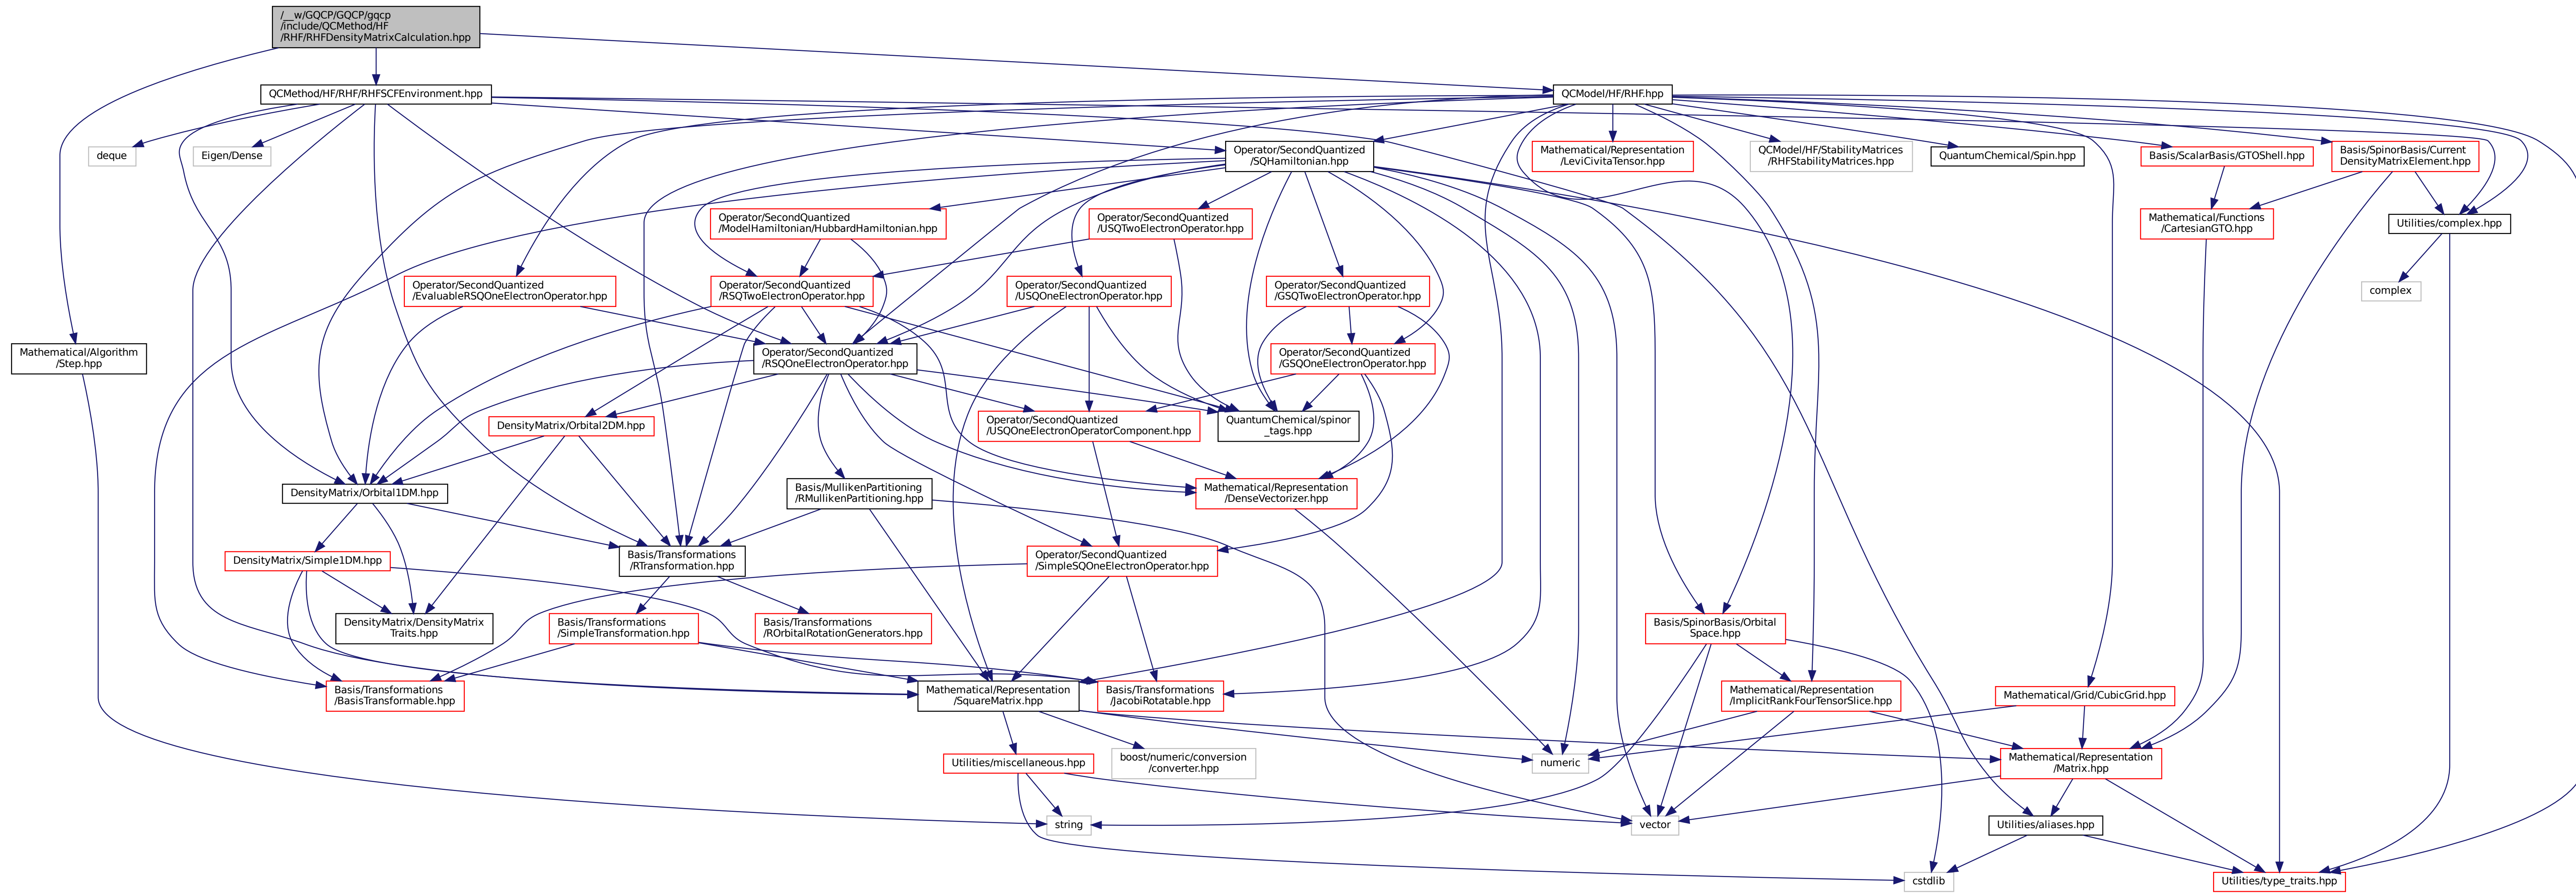 /__w/GQCP/GQCP/gqcp
/include/QCMethod/HF
/RHF/RHFDensityMatrixCalculation.hpp
QCMethod/HF/RHF/RHFSCFEnvironment.hpp
QCModel/HF/RHF.hpp
deque
Eigen/Dense
Operator/SecondQuantized
/SQHamiltonian.hpp
Mathematical/Representation
/LeviCivitaTensor.hpp
QCModel/HF/StabilityMatrices
/RHFStabilityMatrices.hpp
QuantumChemical/Spin.hpp
Basis/ScalarBasis/GTOShell.hpp
Basis/SpinorBasis/Current
DensityMatrixElement.hpp
Operator/SecondQuantized
/ModelHamiltonian/HubbardHamiltonian.hpp
Operator/SecondQuantized
/USQTwoElectronOperator.hpp
Mathematical/Functions
/CartesianGTO.hpp
Utilities/complex.hpp
Operator/SecondQuantized
/EvaluableRSQOneElectronOperator.hpp
Operator/SecondQuantized
/RSQTwoElectronOperator.hpp
Operator/SecondQuantized
/USQOneElectronOperator.hpp
Operator/SecondQuantized
/GSQTwoElectronOperator.hpp
complex
Mathematical/Algorithm
/Step.hpp
Operator/SecondQuantized
/RSQOneElectronOperator.hpp
Operator/SecondQuantized
/GSQOneElectronOperator.hpp
DensityMatrix/Orbital2DM.hpp
Operator/SecondQuantized
/USQOneElectronOperatorComponent.hpp
QuantumChemical/spinor
_tags.hpp
DensityMatrix/Orbital1DM.hpp
Basis/MullikenPartitioning
/RMullikenPartitioning.hpp
Mathematical/Representation
/DenseVectorizer.hpp
DensityMatrix/Simple1DM.hpp
Basis/Transformations
/RTransformation.hpp
Operator/SecondQuantized
/SimpleSQOneElectronOperator.hpp
DensityMatrix/DensityMatrix
Traits.hpp
Basis/Transformations
/SimpleTransformation.hpp
Basis/Transformations
/ROrbitalRotationGenerators.hpp
Basis/SpinorBasis/Orbital
Space.hpp
Basis/Transformations
/BasisTransformable.hpp
Mathematical/Representation
/SquareMatrix.hpp
Basis/Transformations
/JacobiRotatable.hpp
Mathematical/Representation
/ImplicitRankFourTensorSlice.hpp
Mathematical/Grid/CubicGrid.hpp
Utilities/miscellaneous.hpp
boost/numeric/conversion
/converter.hpp
numeric
Mathematical/Representation
/Matrix.hpp
string
vector
Utilities/aliases.hpp
cstdlib
Utilities/type_traits.hpp